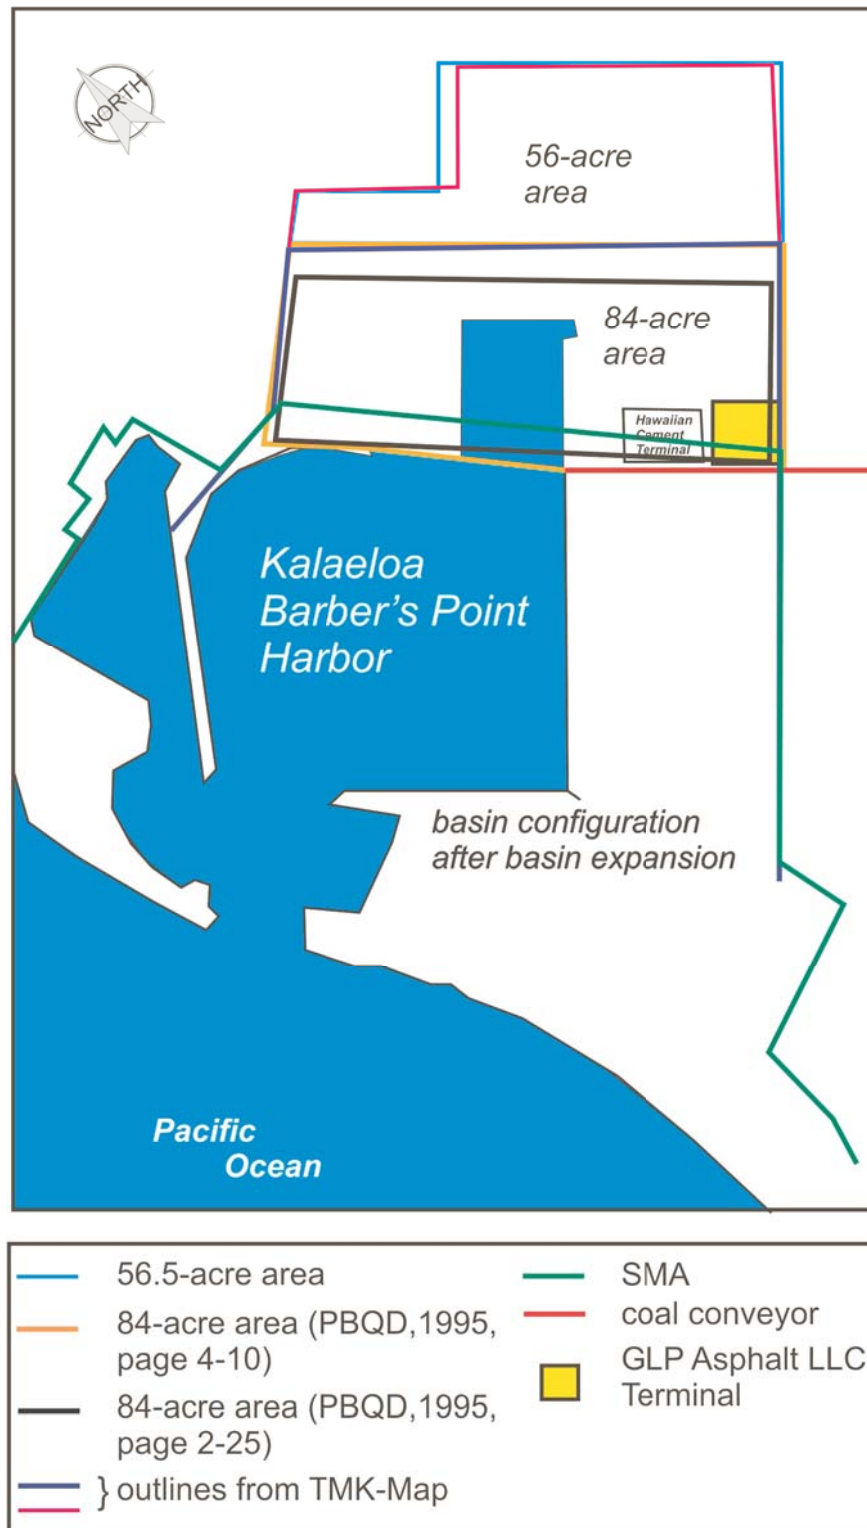 NORTH
56-acre
area
84-acre
area
Hawaiian
Cement
Terminal
Kalaeloa
Barber's Point
Harbor
basin configuration
after basin expansion
Pacific
Ocean
56.5-acre area
84-acre area (PBQD,1995,
page 4-10)
84-acre area (PBQD,1995,
page 2-25)
} outlines from TMK-Map
SMA
coal conveyor
GLP Asphalt LLC
Terminal